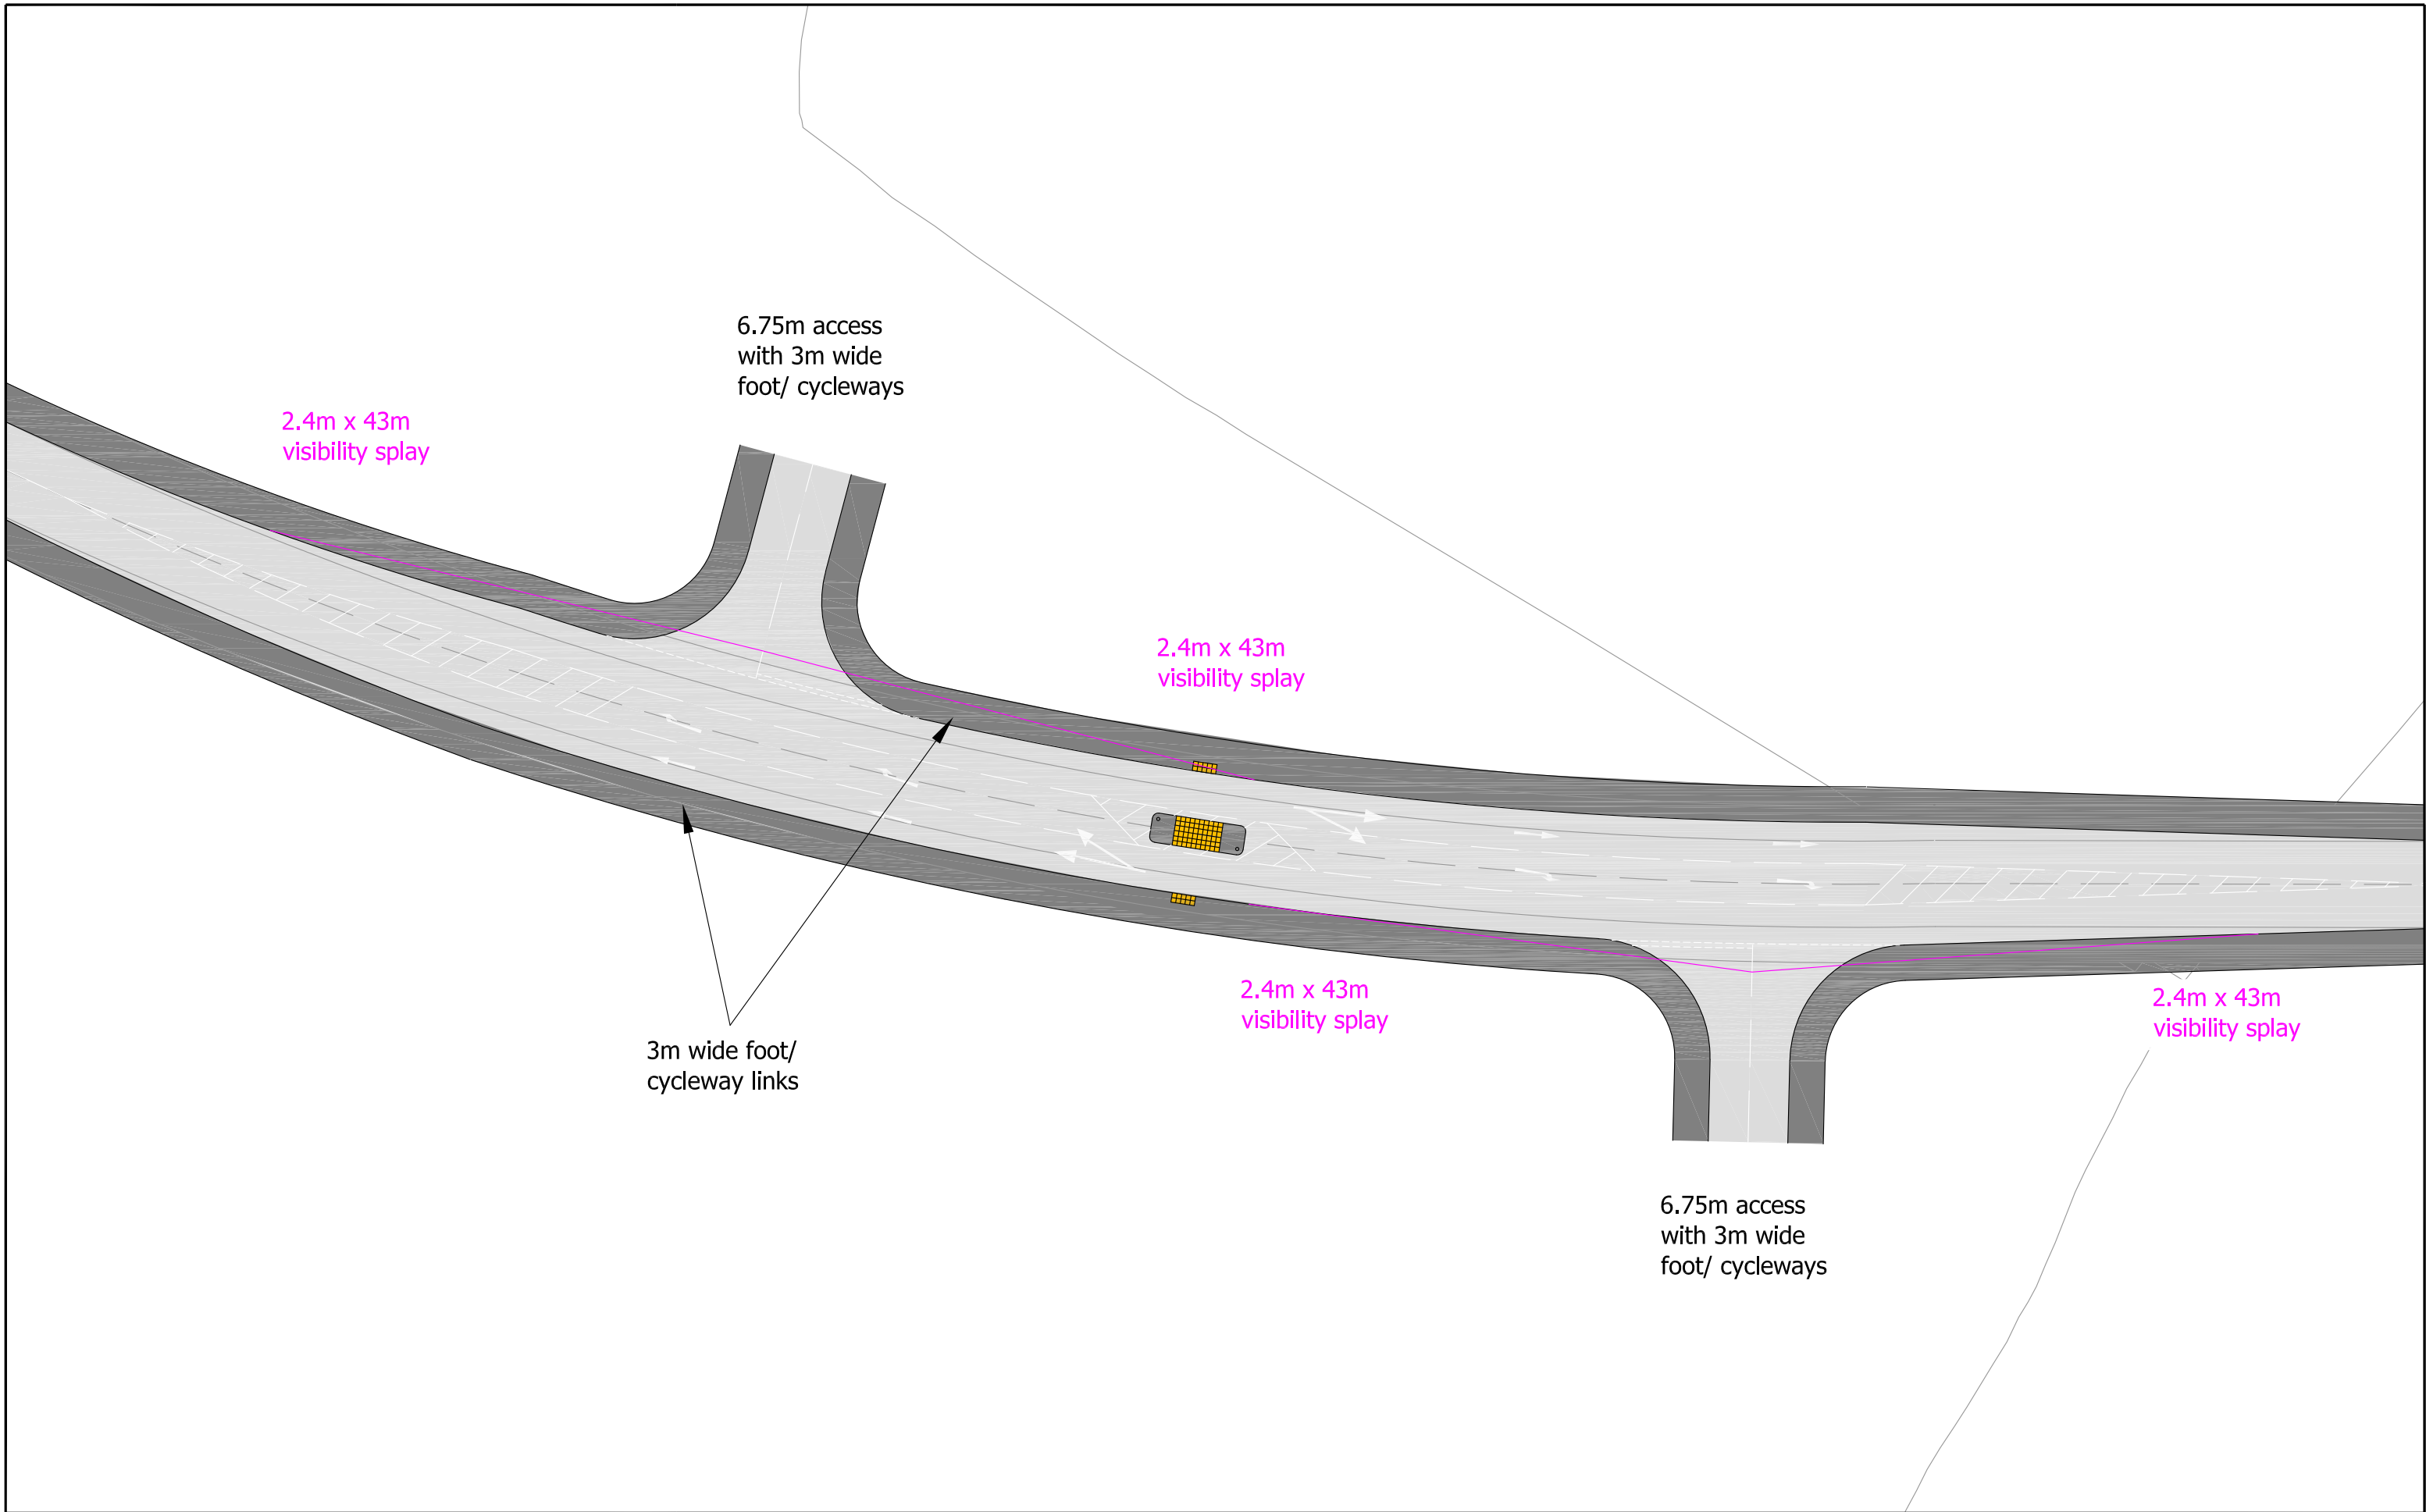 6.75m access
with 3m wide
foot/ cycleways
2.4m x 43m
visibility splay
2.4m x 43m
visibility splay
2.4m x 43m
visibility splay
2.4m x 43m
visibility splay
3m wide foot/
cycleway links
6.75m access
with 3m wide
foot/ cycleways